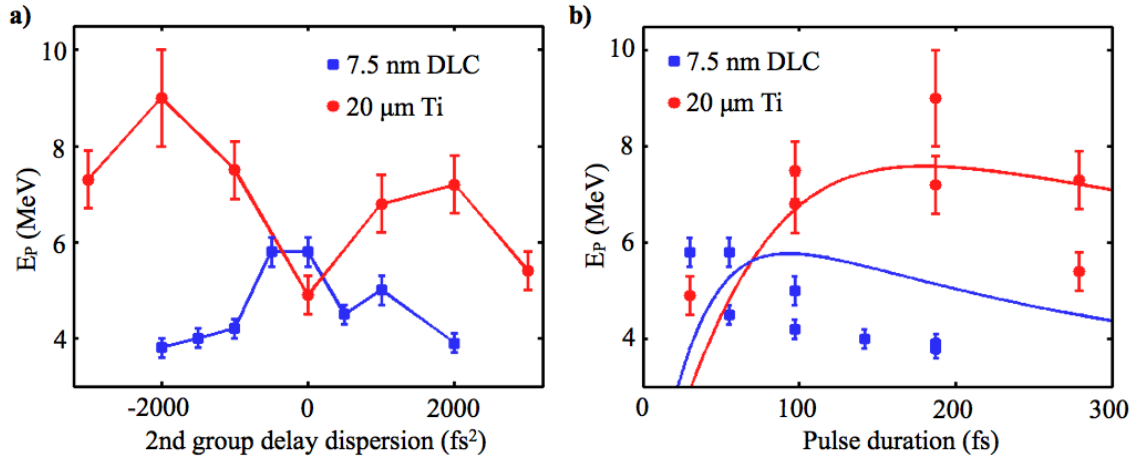 a)
10
8
6
4
E_P (MeV)
7.5 nm DLC
20 μm Ti
-2000
0
2000
2nd group delay dispersion (fs²)
b)
10
8
6
4
E_P (MeV)
7.5 nm DLC
20 μm Ti
0
100
200
300
Pulse duration (fs)